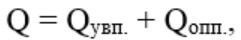 Q = Qувп. + Qопп.,